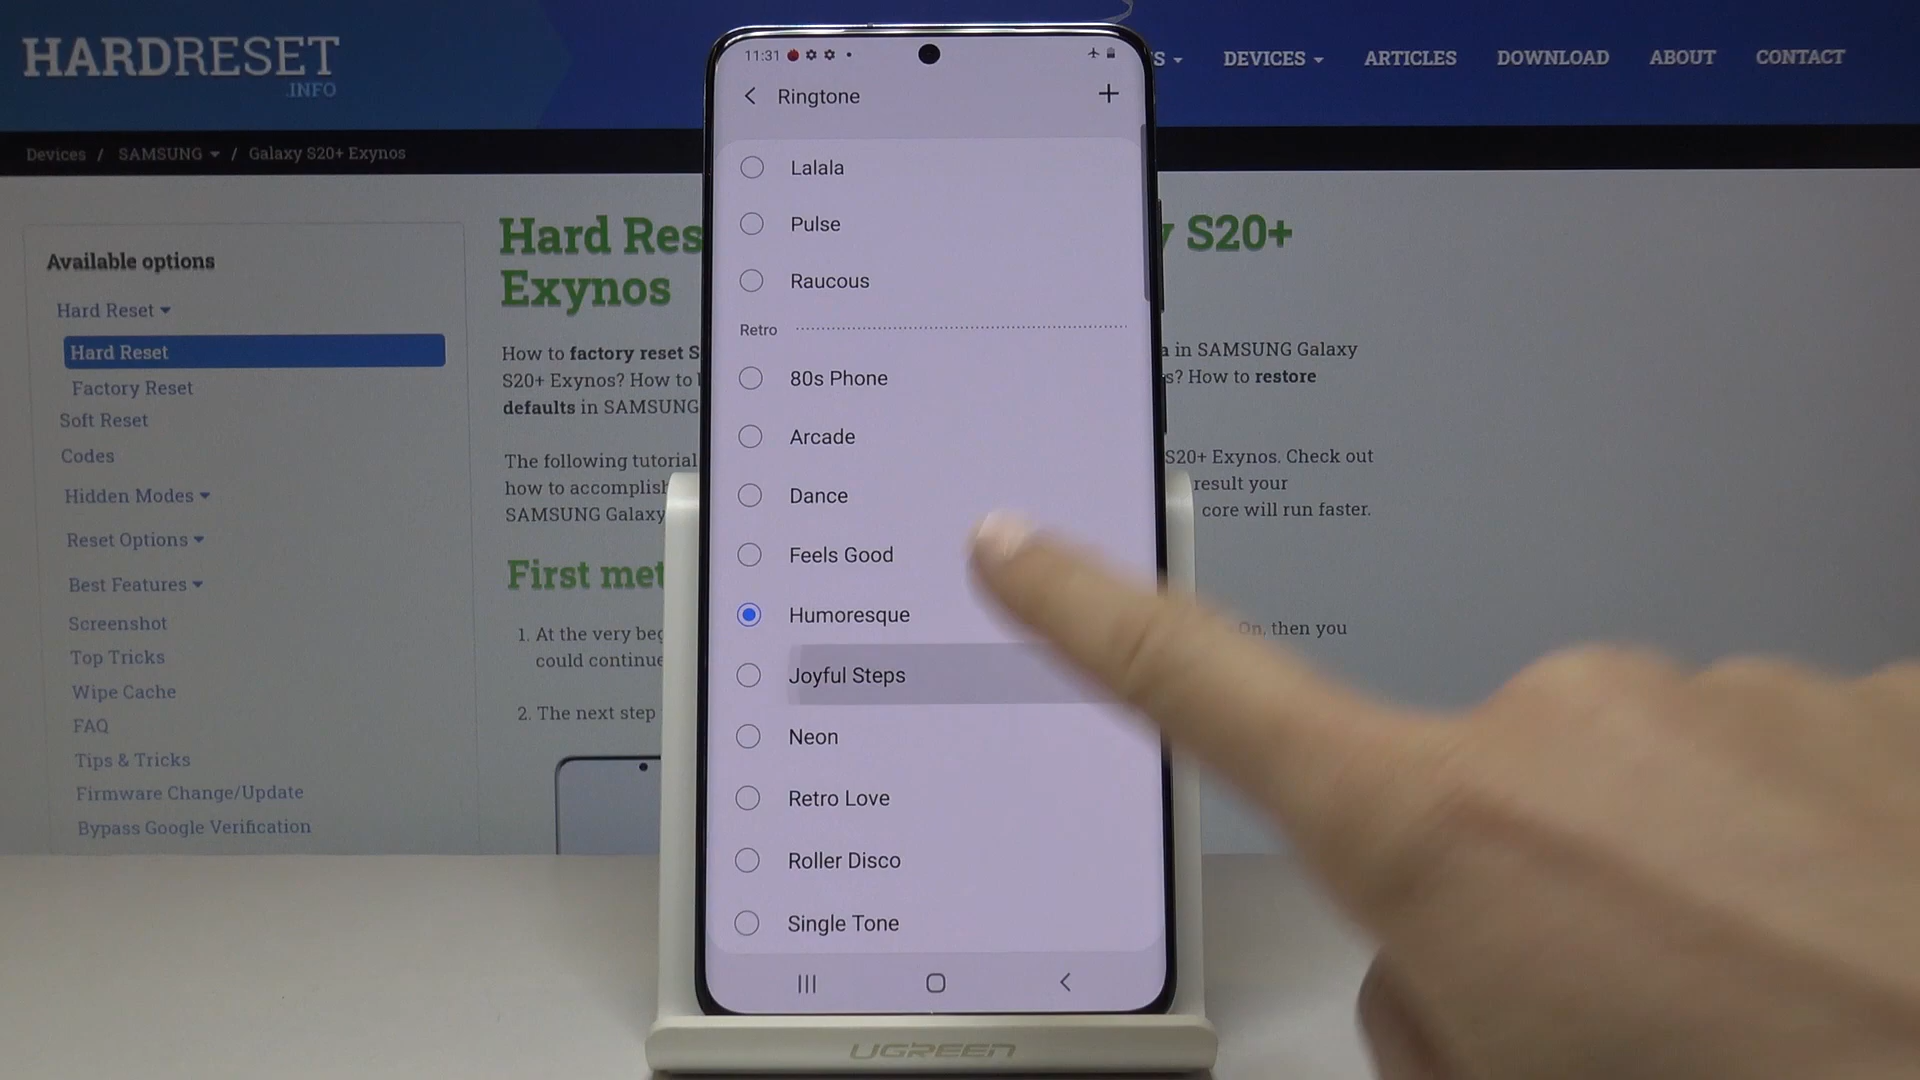 HARDRESET
.INFO
DEVICES
ARTICLES
DOWNLOAD
ABOUT
CONTACT
Devices / SAMSUNG / Galaxy S20+ Exynos
Available options
Hard Reset
Hard Reset
Factory Reset
Soft Reset
Codes
Hidden Modes
Reset Options
Best Features
Screenshot
Top Tricks
Wipe Cache
FAQ
Tips & Tricks
Firmware Change/Update
Bypass Google Verification
Hard Res
S20+
Exynos
How to factory reset S
in SAMSUNG Galaxy
S20+ Exynos? How to
? How to restore
defaults in SAMSUNG
The following tutorial
S20+ Exynos. Check out
how to accomplish
result your
SAMSUNG Galaxy
core will run faster.
First met
1. At the very beg
On, then you
could continue
2. The next step
11:31
Ringtone
+
Lalala
Pulse
Raucous
Retro
80s Phone
Arcade
Dance
Feels Good
Humoresque
Joyful Steps
Neon
Retro Love
Roller Disco
Single Tone
UGREEN